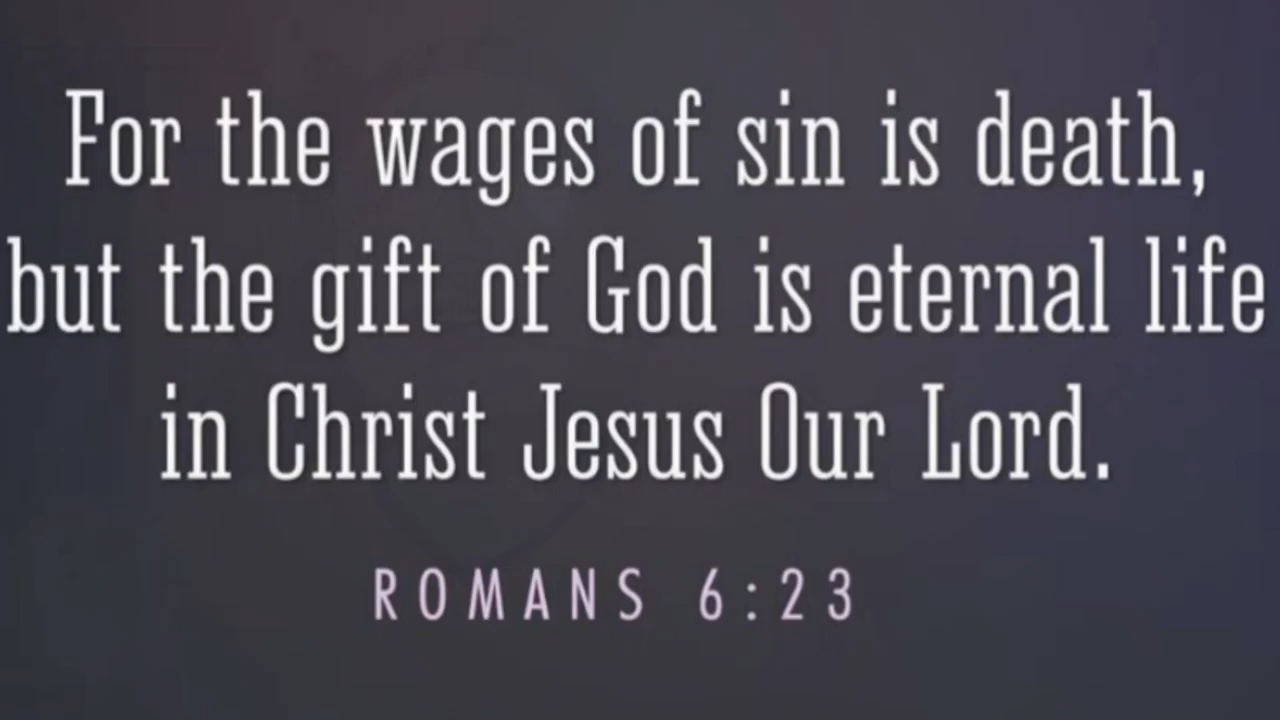 For the wages of sin is death,
but the gift of God is eternal life
in Christ Jesus Our Lord.
ROMANS 6:23